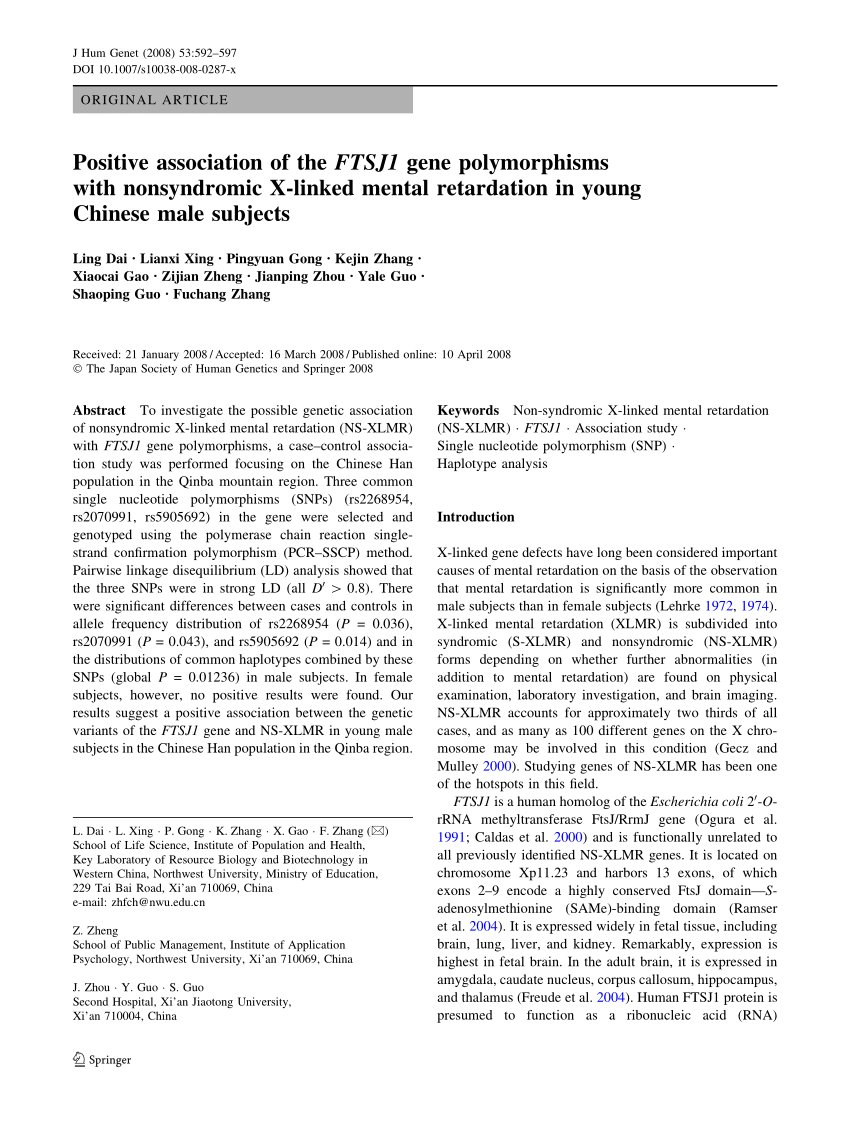 J Hum Genet (2008) 53:592–597
DOI 10.1007/s10038-008-0287-x
ORIGINAL ARTICLE
Positive association of the FTSJ1 gene polymorphisms
with nonsyndromic X-linked mental retardation in young
Chinese male subjects
Ling Dai · Lianxi Xing · Pingyuan Gong · Kejin Zhang ·
Xiaocai Gao · Zijian Zheng · Jianping Zhou · Yale Guo ·
Shaoping Guo · Fuchang Zhang
Received: 21 January 2008 / Accepted: 16 March 2008 / Published online: 10 April 2008
© The Japan Society of Human Genetics and Springer 2008
Abstract To investigate the possible genetic association
of nonsyndromic X-linked mental retardation (NS-XLMR)
with FTSJ1 gene polymorphisms, a case–control associa-
tion study was performed focusing on the Chinese Han
population in the Qinba mountain region. Three common
single nucleotide polymorphisms (SNPs) (rs2268954,
rs2070991, rs5905692) in the gene were selected and
genotyped using the polymerase chain reaction single-
strand confirmation polymorphism (PCR–SSCP) method.
Pairwise linkage disequilibrium (LD) analysis showed that
the three SNPs were in strong LD (all D′ > 0.8). There
were significant differences between cases and controls in
allele frequency distribution of rs2268954 (P = 0.036),
rs2070991 (P = 0.043), and rs5905692 (P = 0.014) and in
the distributions of common haplotypes combined by these
SNPs (global P = 0.01236) in male subjects. In female
subjects, however, no positive results were found. Our
results suggest a positive association between the genetic
variants of the FTSJ1 gene and NS-XLMR in young male
subjects in the Chinese Han population in the Qinba region.
L. Dai · L. Xing · P. Gong · K. Zhang · X. Gao · F. Zhang (✉)
School of Life Science, Institute of Population and Health,
Key Laboratory of Resource Biology and Biotechnology in
Western China, Northwest University, Ministry of Education,
229 Tai Bai Road, Xi'an 710069, China
e-mail: zhfch@nwu.edu.cn
Z. Zheng
School of Public Management, Institute of Application
Psychology, Northwest University, Xi'an 710069, China
J. Zhou · Y. Guo · S. Guo
Second Hospital, Xi'an Jiaotong University,
Xi'an 710004, China
Keywords Non-syndromic X-linked mental retardation
(NS-XLMR) · FTSJ1 · Association study ·
Single nucleotide polymorphism (SNP) ·
Haplotype analysis
Introduction
X-linked gene defects have long been considered important
causes of mental retardation on the basis of the observation
that mental retardation is significantly more common in
male subjects than in female subjects (Lehrke 1972, 1974).
X-linked mental retardation (XLMR) is subdivided into
syndromic (S-XLMR) and nonsyndromic (NS-XLMR)
forms depending on whether further abnormalities (in
addition to mental retardation) are found on physical
examination, laboratory investigation, and brain imaging.
NS-XLMR accounts for approximately two thirds of all
cases, and as many as 100 different genes on the X chro-
mosome may be involved in this condition (Gecz and
Mulley 2000). Studying genes of NS-XLMR has been one
of the hotspots in this field.
FTSJ1 is a human homolog of the Escherichia coli 2′-O-
rRNA methyltransferase FtsJ/RrmJ gene (Ogura et al.
1991; Caldas et al. 2000) and is functionally unrelated to
all previously identified NS-XLMR genes. It is located on
chromosome Xp11.23 and harbors 13 exons, of which
exons 2–9 encode a highly conserved FtsJ domain—S-
adenosylmethionine (SAMe)-binding domain (Ramser
et al. 2004). It is expressed widely in fetal tissue, including
brain, lung, liver, and kidney. Remarkably, expression is
highest in fetal brain. In the adult brain, it is expressed in
amygdala, caudate nucleus, corpus callosum, hippocampus,
and thalamus (Freude et al. 2004). Human FTSJ1 protein is
presumed to function as a ribonucleic acid (RNA)
Springer